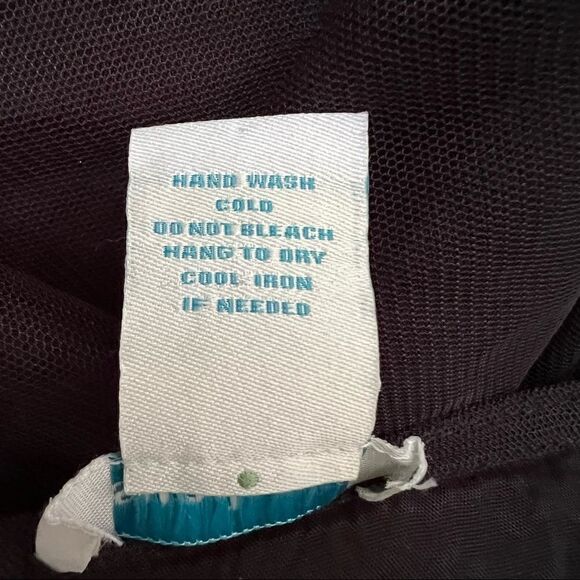 HAND WASH
COLD
DO NOT BLEACH
HANG TO DRY
COOL IRON
IF NEEDED